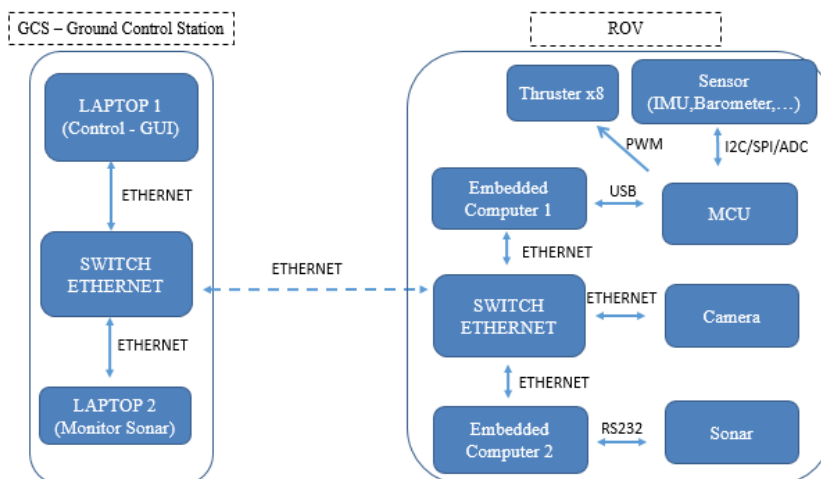 GCS – Ground Control Station
LAPTOP 1
(Control - GUI)
ETHERNET
SWITCH
ETHERNET
ETHERNET
LAPTOP 2
(Monitor Sonar)
ETHERNET
ROV
Thruster x8
Sensor
(IMU,Barometer,…)
PWM
I2C/SPI/ADC
Embedded
Computer 1
USB
MCU
ETHERNET
SWITCH
ETHERNET
ETHERNET
Camera
ETHERNET
Embedded
Computer 2
RS232
Sonar